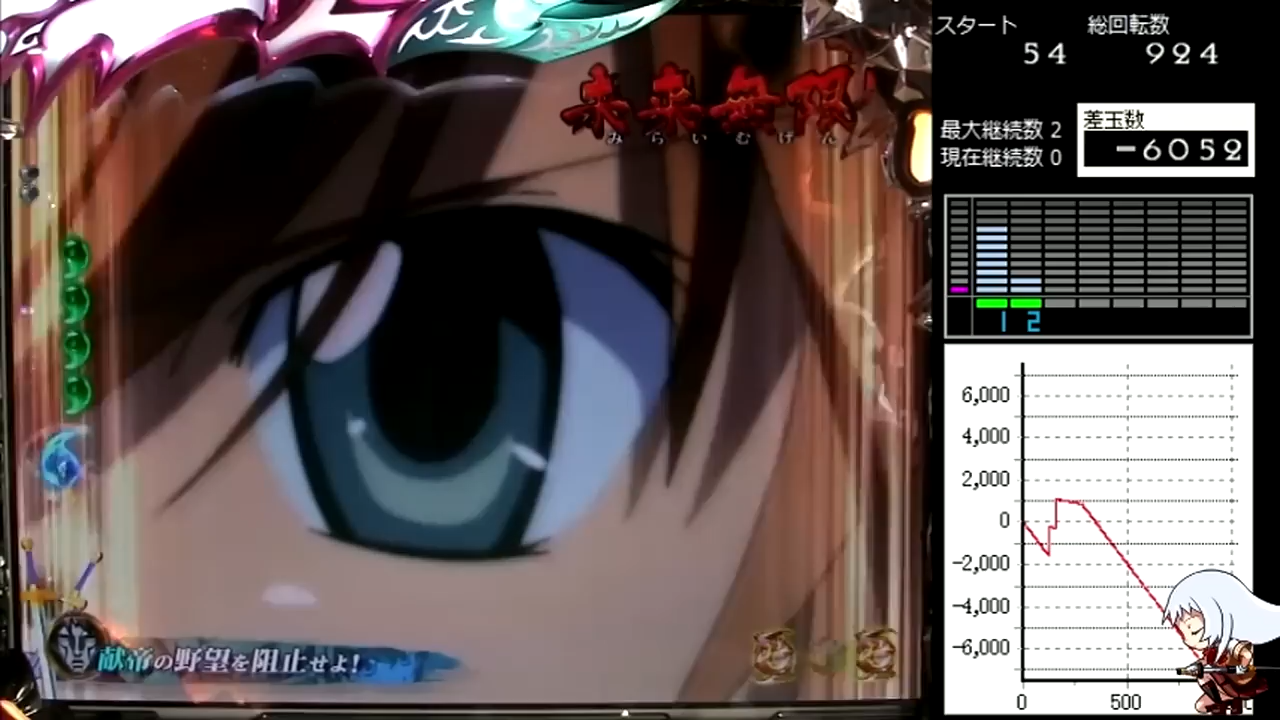 スタート 総回転数
54 924
未来無限
みらいむげん
最大継続数 2
現在継続数 0
差玉数
-6052
1 2
6,000
4,000
2,000
0
-2,000
-4,000
-6,000
0 500
献帝の野望を阻止せよ!